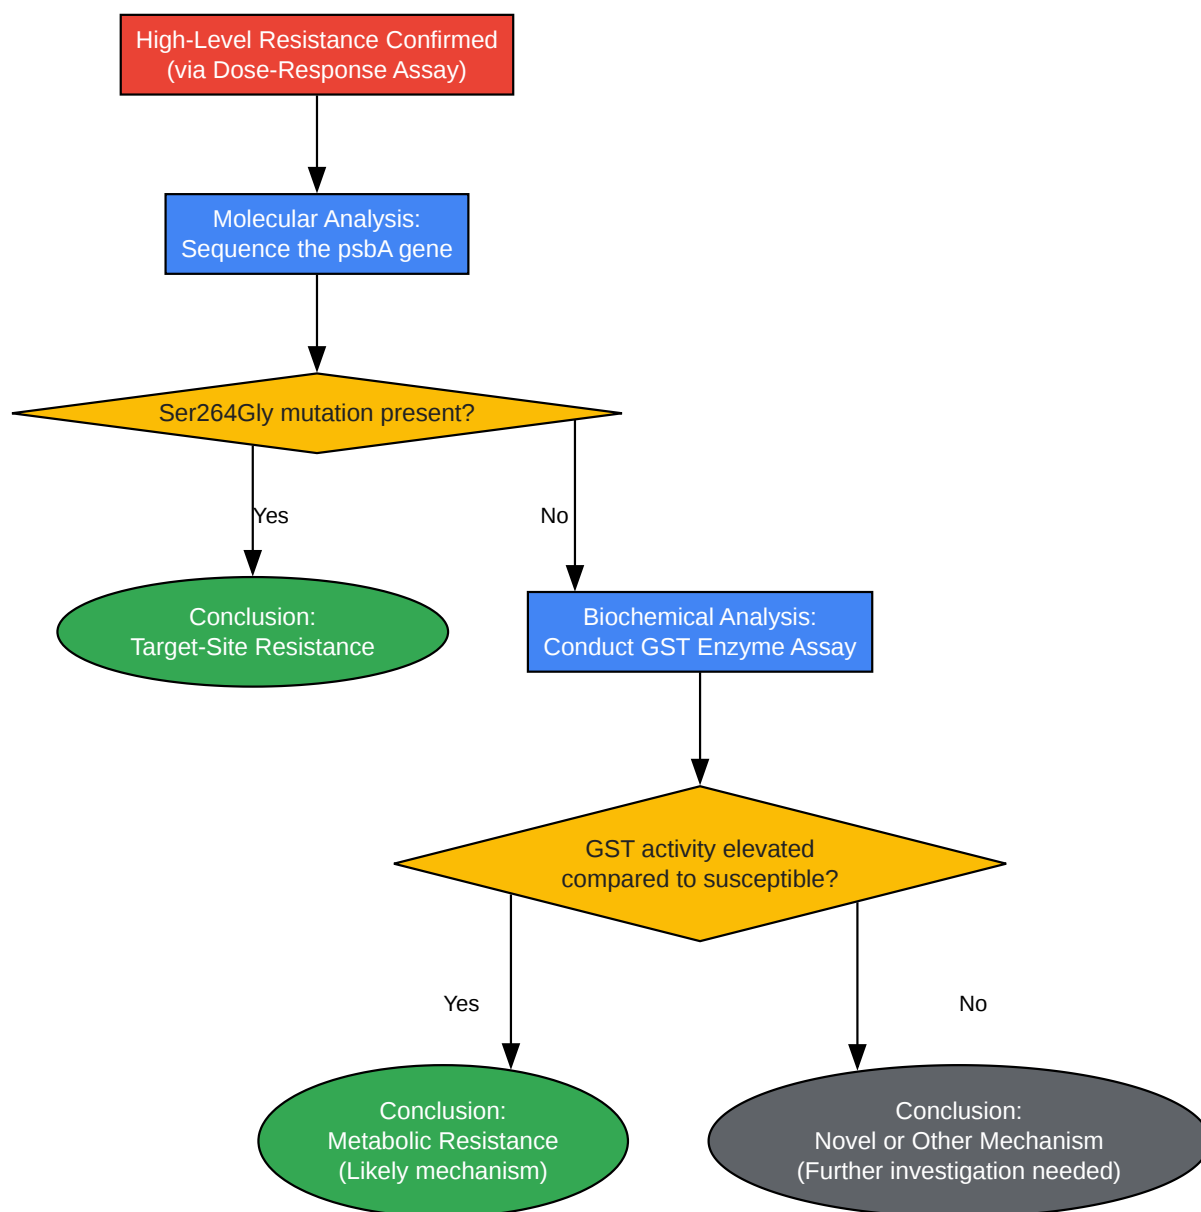 High-Level Resistance Confirmed
(via Dose-Response Assay)
Molecular Analysis:
Sequence the psbA gene
Ser264Gly mutation present?
Yes
No
Conclusion:
Target-Site Resistance
Biochemical Analysis:
Conduct GST Enzyme Assay
GST activity elevated
compared to susceptible?
Yes
No
Conclusion:
Metabolic Resistance
(Likely mechanism)
Conclusion:
Novel or Other Mechanism
(Further investigation needed)